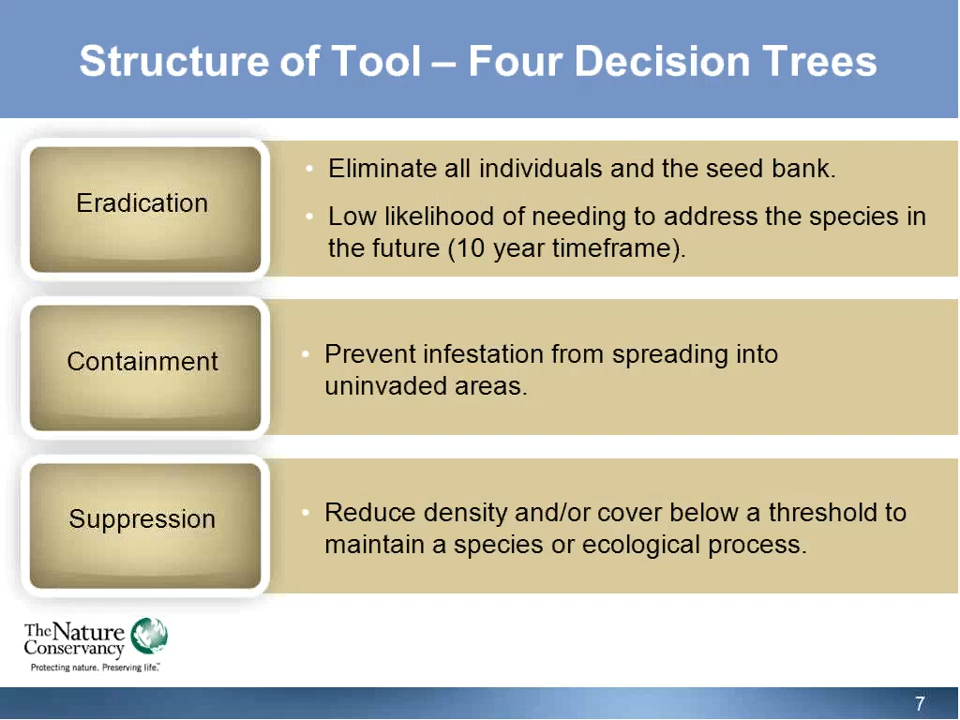 Structure of Tool – Four Decision Trees
Eradication
• Eliminate all individuals and the seed bank.
• Low likelihood of needing to address the species in
the future (10 year timeframe).
Containment
• Prevent infestation from spreading into
uninvaded areas.
Suppression
• Reduce density and/or cover below a threshold to
maintain a species or ecological process.
The Nature
Conservancy
Protecting nature. Preserving life.™
7